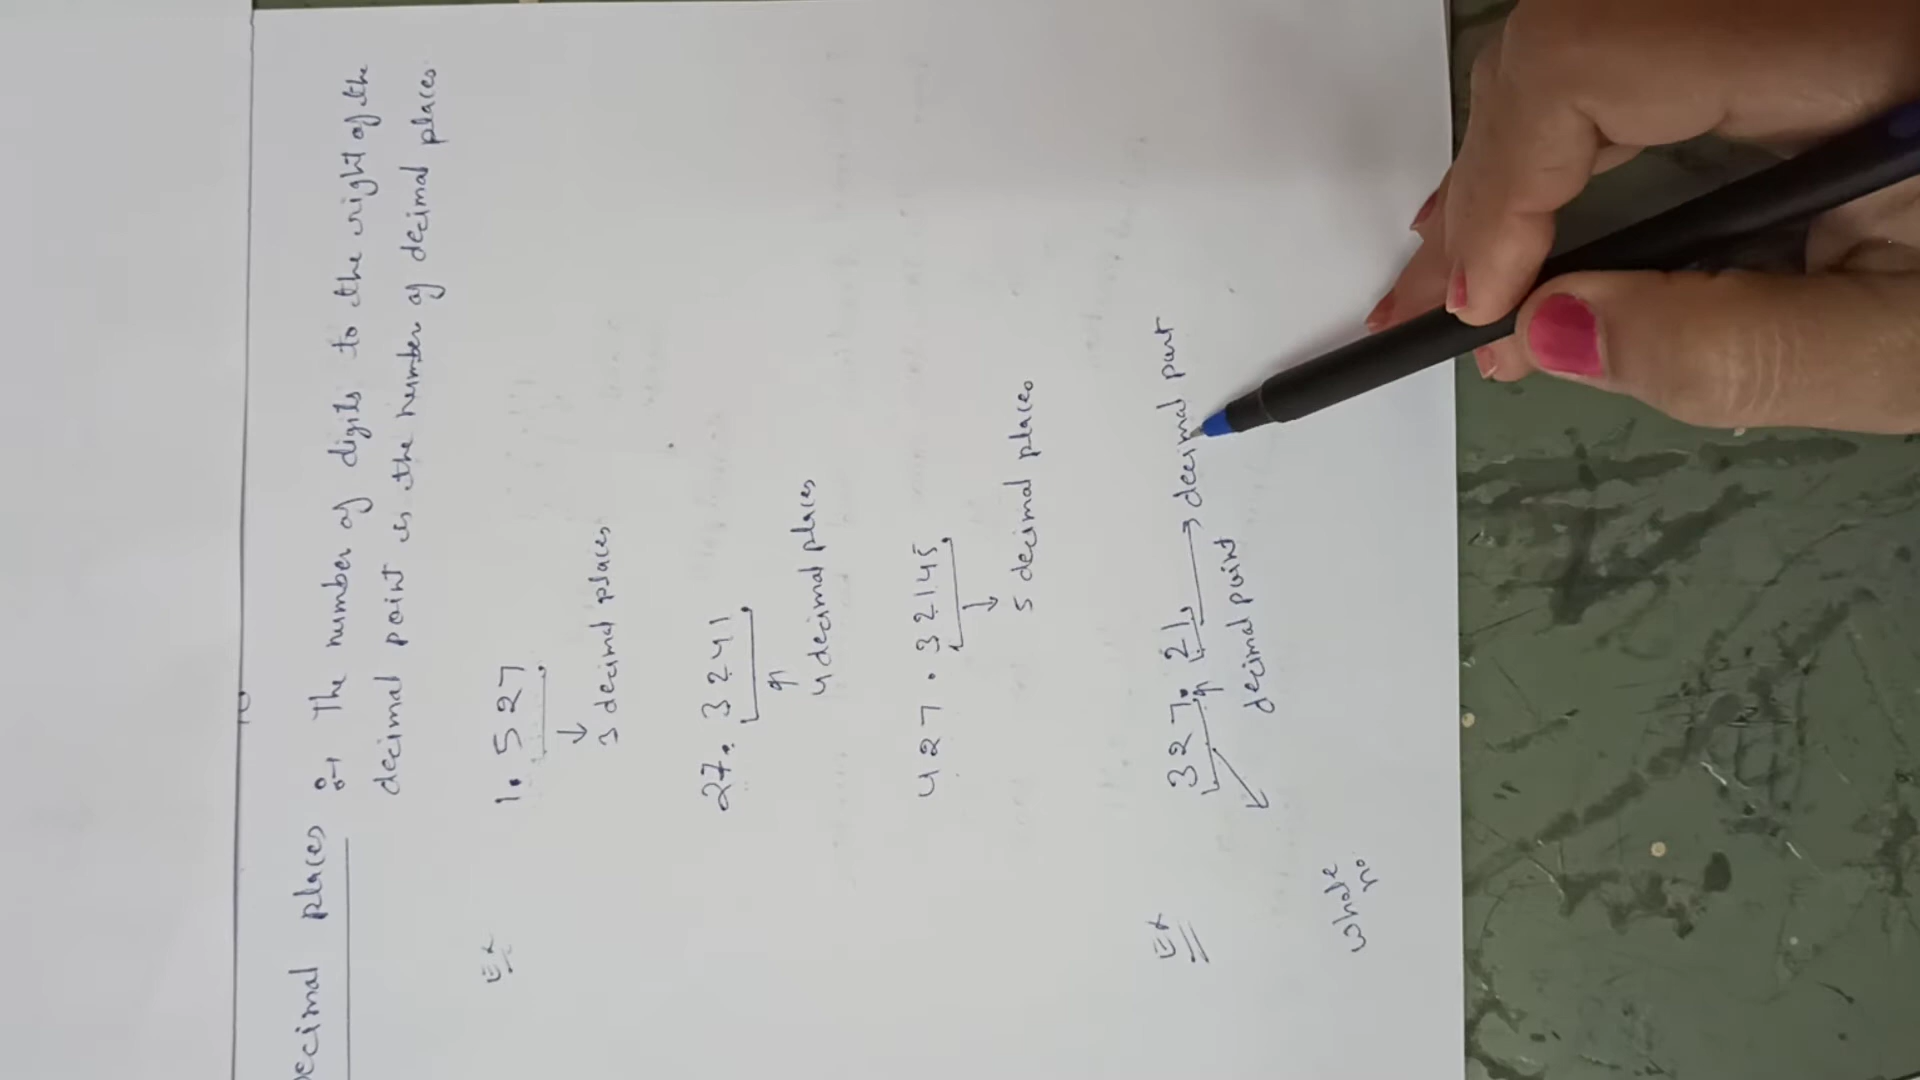 Decimal places :- The number of digits to the right of the
decimal point is the number of decimal places
Ex 1.527
3 decimal places
27.3241
4 decimal places
427.32145
5 decimal places
Ex 327.21 decimal part
decimal point
whole
no